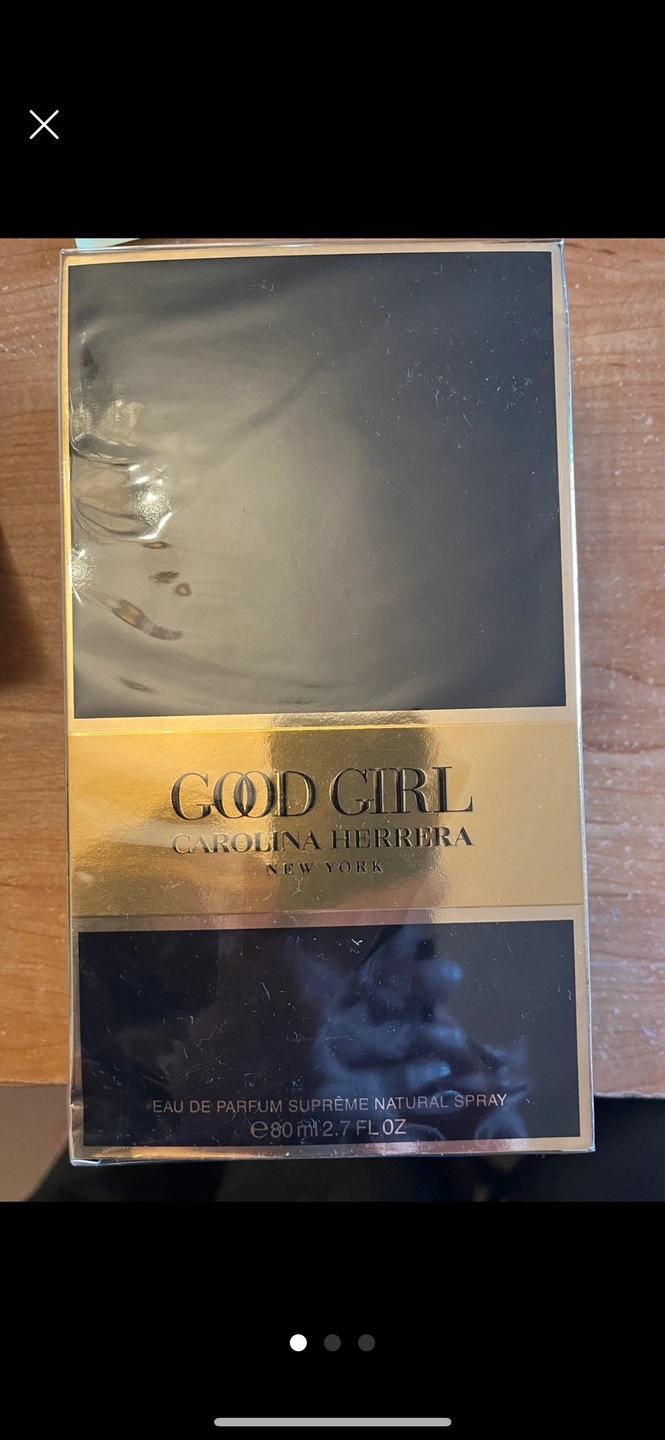 GOOD GIRL
CAROLINA HERRERA
NEW YORK
EAU DE PARFUM SUPRÊME NATURAL SPRAY
℮80 ml 2.7 FL OZ